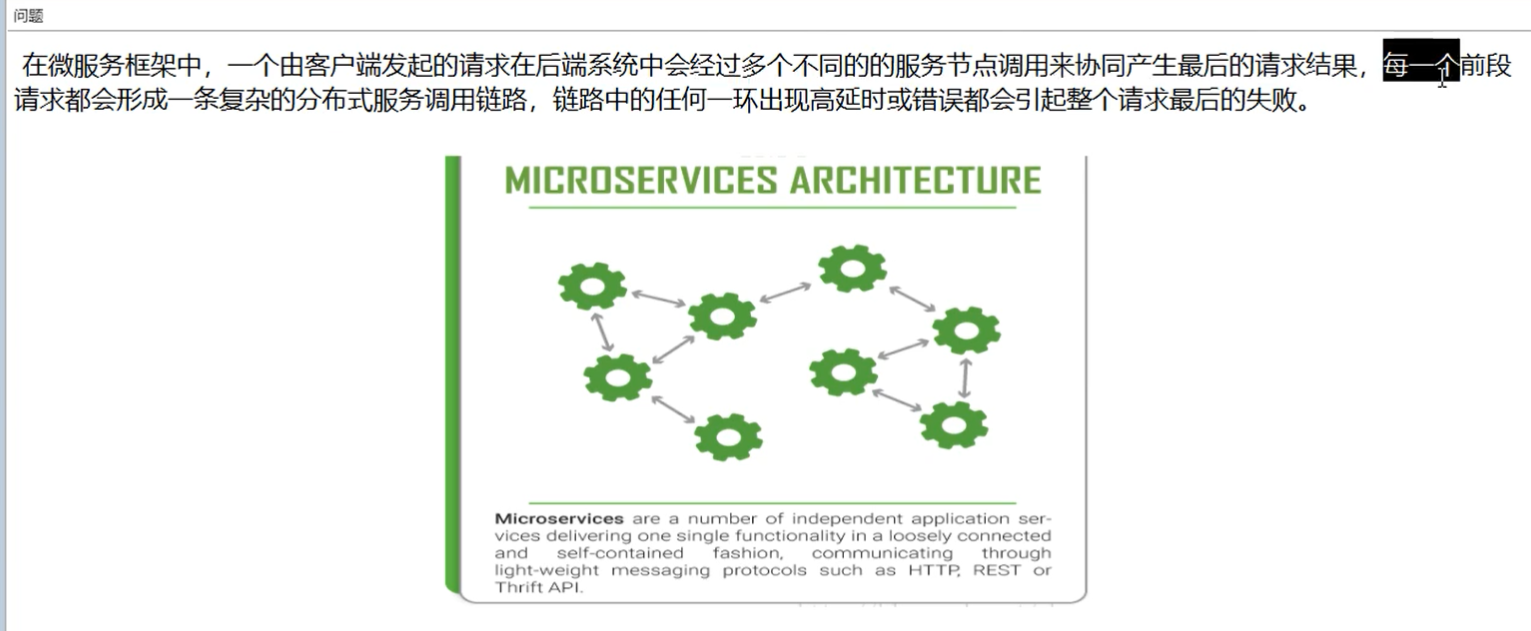 问题
在微服务框架中，一个由客户端发起的请求在后端系统中会经过多个不同的的服务节点调用来协同产生最后的请求结果，每一个前段
请求都会形成一条复杂的分布式服务调用链路，链路中的任何一环出现高延时或错误都会引起整个请求最后的失败。
MICROSERVICES ARCHITECTURE
Microservices are a number of independent application ser-
vices delivering one single functionality in a loosely connected
and self-contained fashion, communicating through
light-weight messaging protocols such as HTTP, REST or
Thrift API.